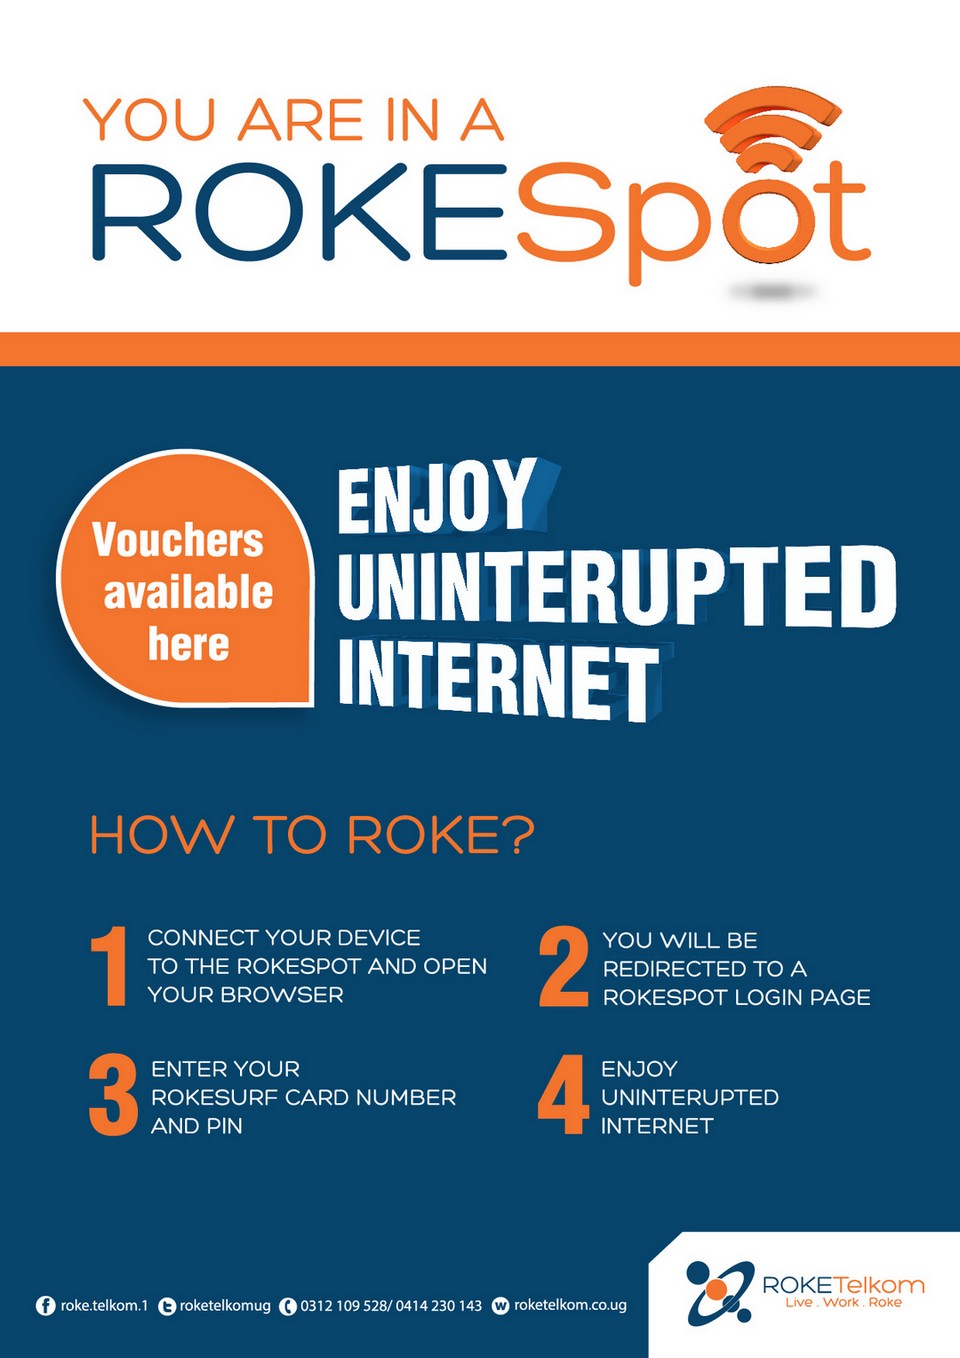 YOU ARE IN A
ROKESpot
Vouchers
available
here
ENJOY
UNINTERUPTED
INTERNET
HOW TO ROKE?
1
CONNECT YOUR DEVICE
TO THE ROKESPOT AND OPEN
YOUR BROWSER
2
YOU WILL BE
REDIRECTED TO A
ROKESPOT LOGIN PAGE
3
ENTER YOUR
ROKESURF CARD NUMBER
AND PIN
4
ENJOY
UNINTERUPTED
INTERNET
f roke.telkom.1 t roketelkomug 0312 109 528/ 0414 230 143 w roketelkom.co.ug
ROKETelkom
Live . Work . Roke